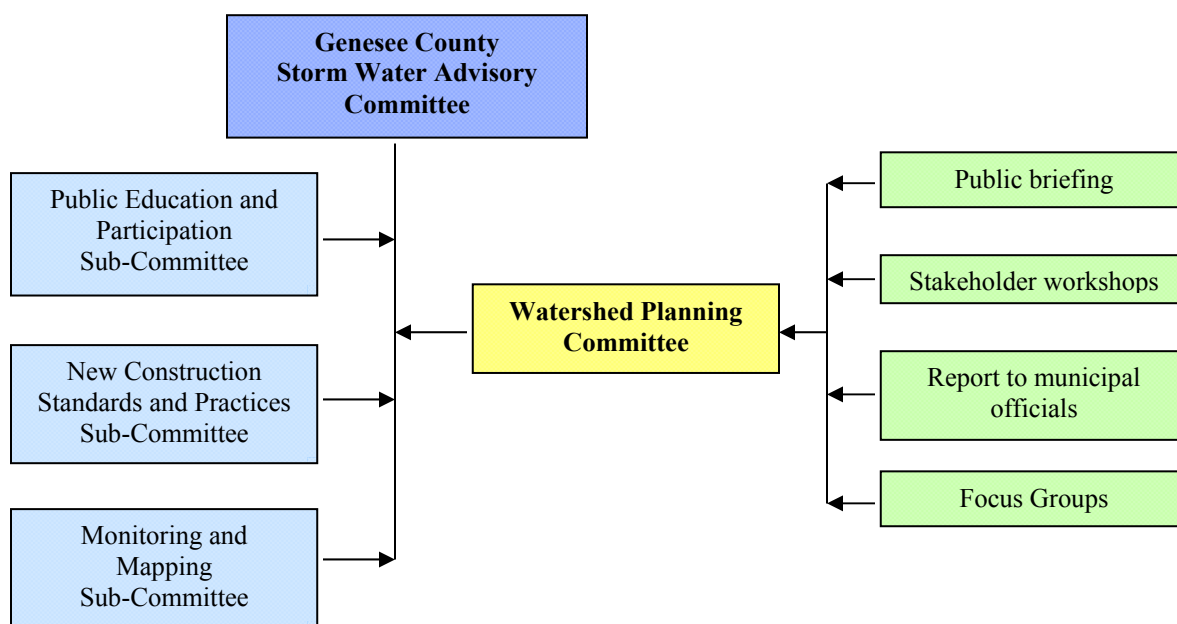 Genesee County
Storm Water Advisory
Committee
Public Education and
Participation
Sub-Committee
New Construction
Standards and Practices
Sub-Committee
Monitoring and
Mapping
Sub-Committee
Watershed Planning
Committee
Public briefing
Stakeholder workshops
Report to municipal
officials
Focus Groups